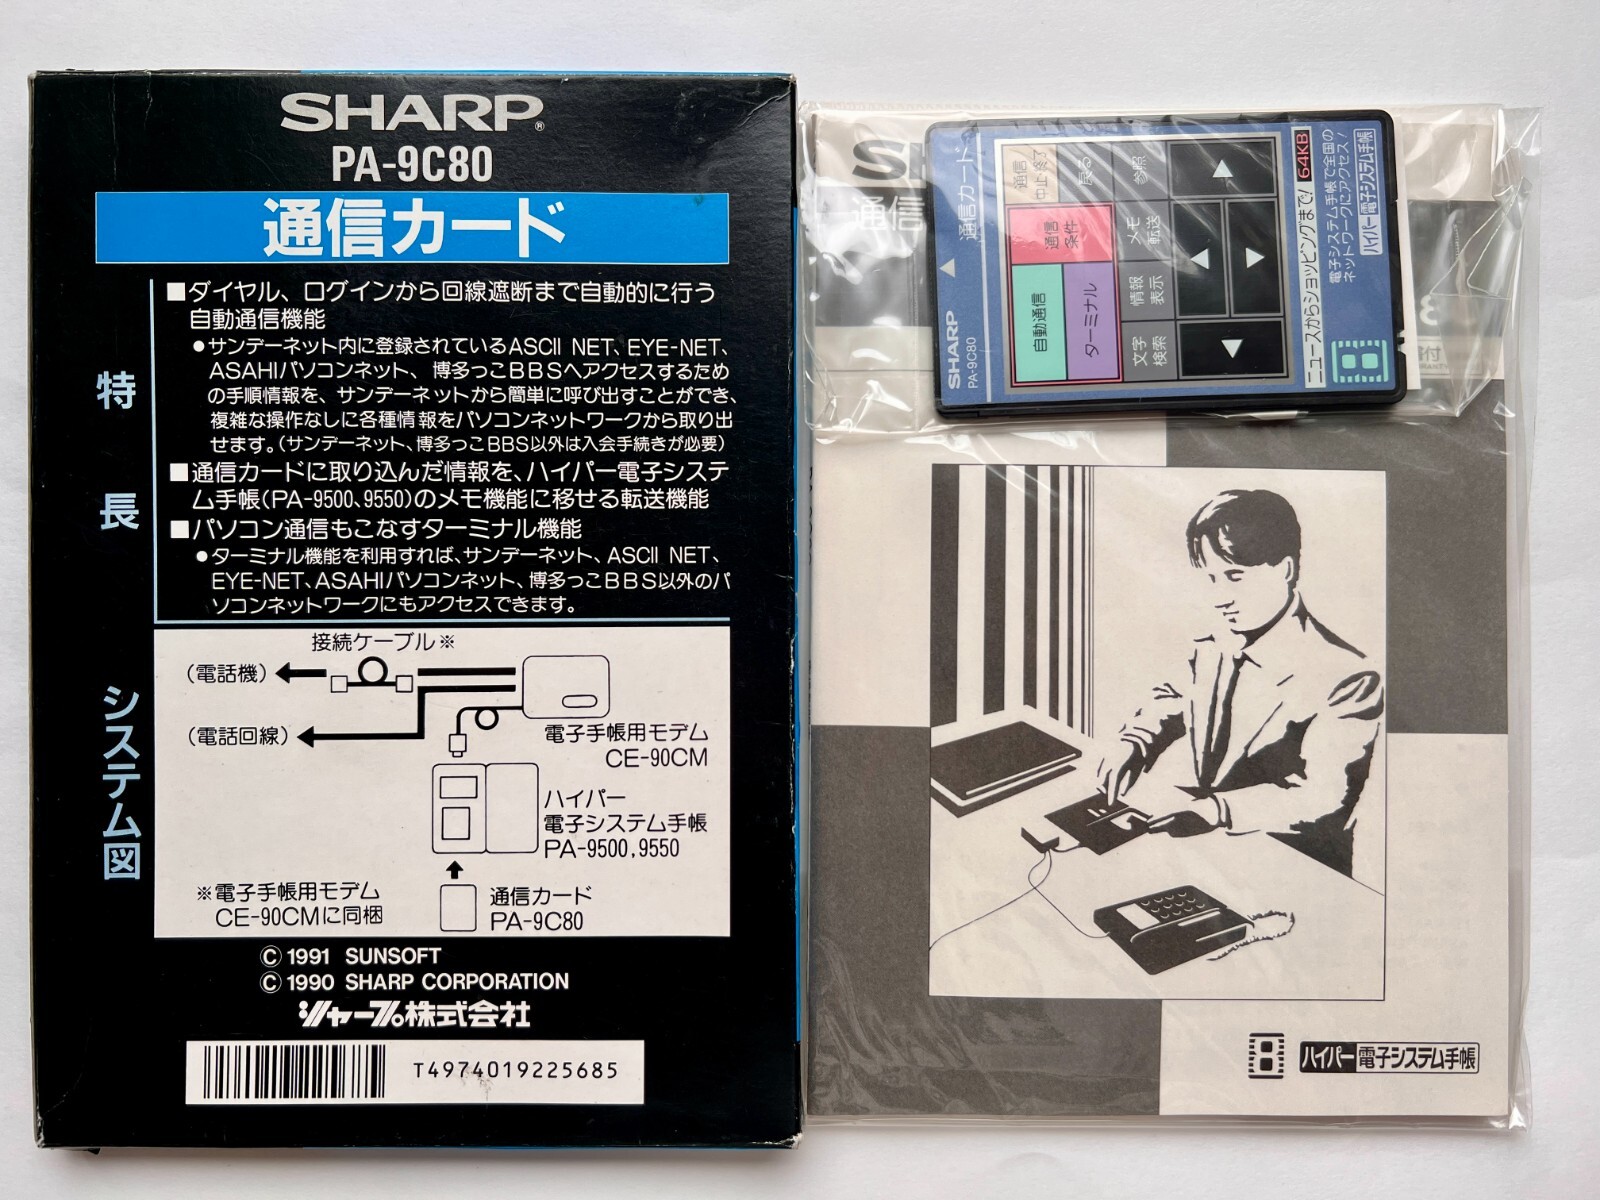 SHARP®
PA-9C80
通信カード
特長
■ダイヤル、ログインから回線遮断まで自動的に行う
自動通信機能
●サンデーネット内に登録されているASCII NET、EYE-NET、
ASAHIパソコンネット、博多っこBBSへアクセスするため
の手順情報を、サンデーネットから簡単に呼び出すことができ、
複雑な操作なしに各種情報をパソコンネットワークから取り出
せます。(サンデーネット、博多っこBBS以外は入会手続きが必要)
■通信カードに取り込んだ情報を、ハイパー電子システ
ム手帳(PA-9500、9550)のメモ機能に移せる転送機能
■パソコン通信もこなすターミナル機能
●ターミナル機能を利用すれば、サンデーネット、ASCII NET、
EYE-NET、ASAHIパソコンネット、博多っこBBS以外のパ
ソコンネットワークにもアクセスできます。
システム図
接続ケーブル※
(電話機)
(電話回線)
電子手帳用モデム
CE-90CM
ハイパー
電子システム手帳
PA-9500,9550
※電子手帳用モデム
CE-90CMに同梱
通信カード
PA-9C80
© 1991 SUNSOFT
© 1990 SHARP CORPORATION
シャープ株式会社
T4974019225685
通信
SHARP
PA-9C80
通信カード
PA-9C80
自動通信
通信
条件
通信
中止・終了
ターミナル
戻る
文字
検索
情報
表示
メモ
転送
参照
ニュースからショッピングまで!
64KB
電子システム手帳で全国の
ネットワークにアクセス!
ハイパー電子システム手帳
ハイパー電子システム手帳